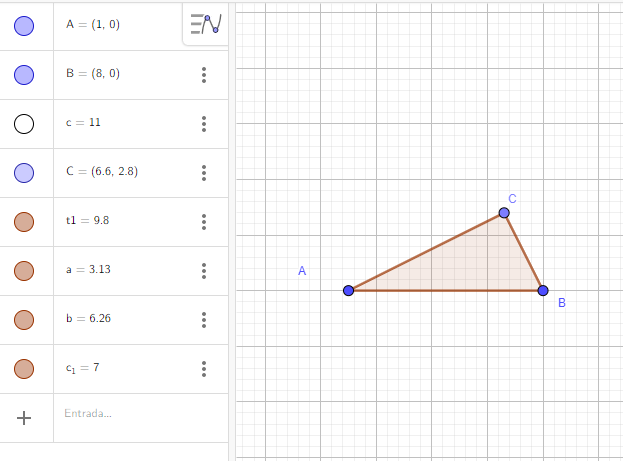 A = (1, 0)
B = (8, 0)
c = 11
C = (6.6, 2.8)
t1 = 9.8
a = 3.13
b = 6.26
c₁ = 7
Entrada...
C
A
B